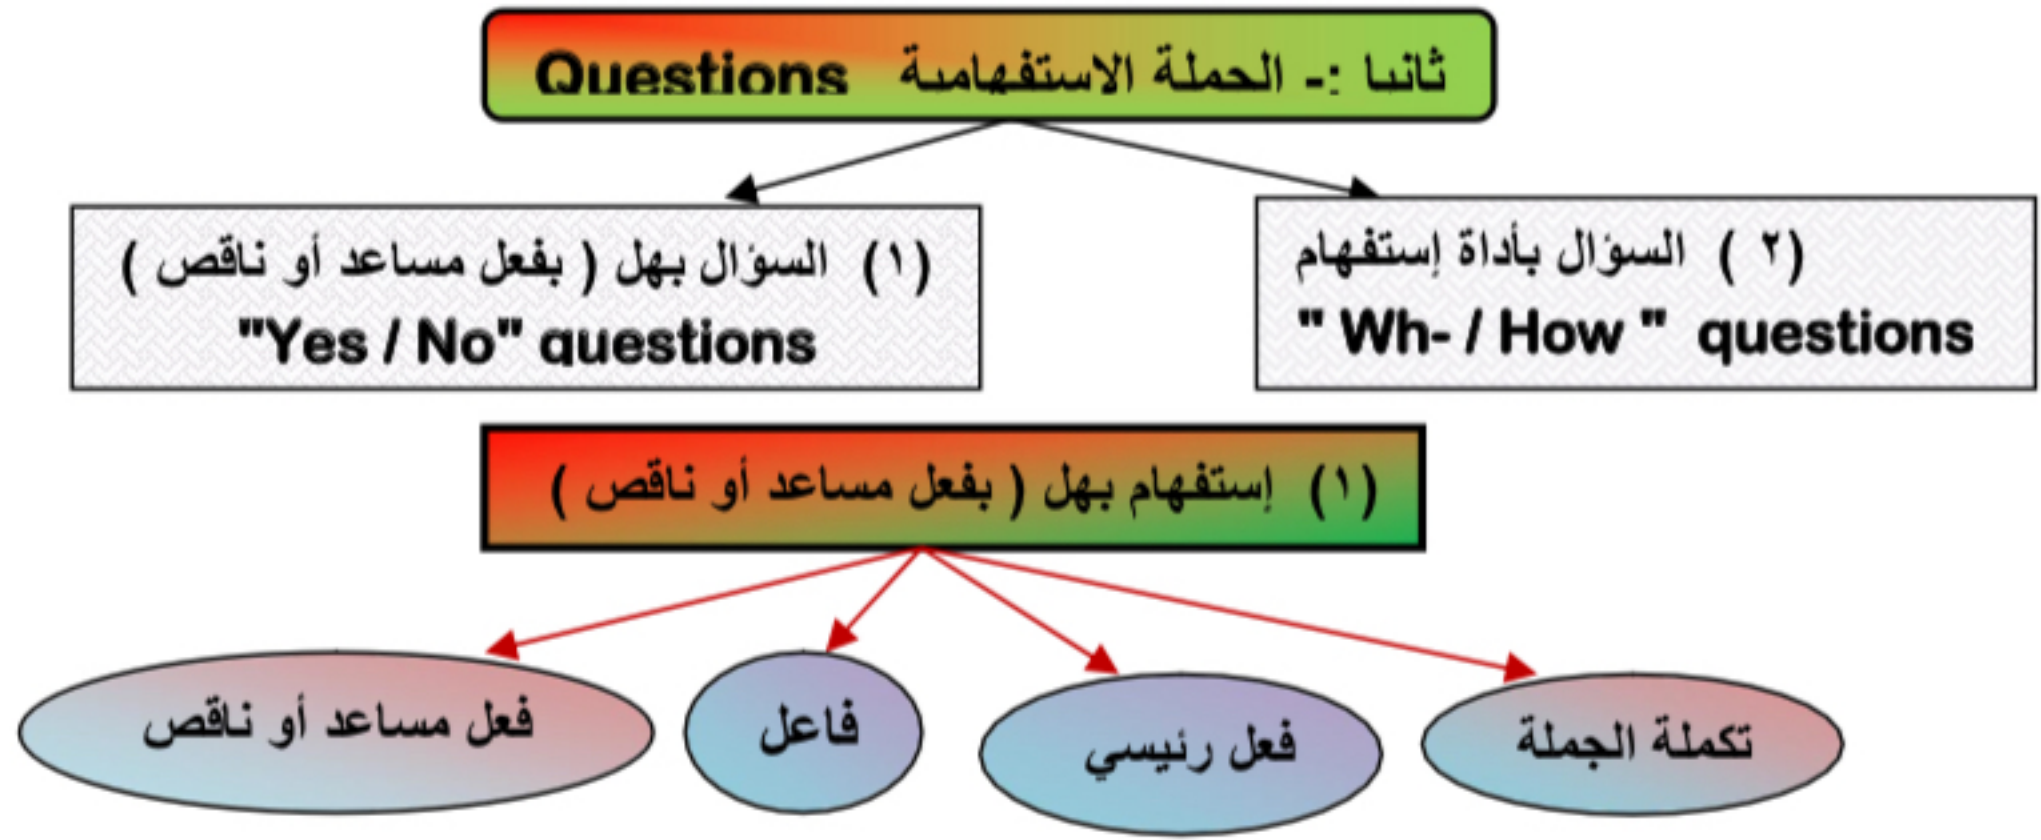 ثانيا :- الجملة الاستفهامية Questions
(١) السؤال بهل ( بفعل مساعد أو ناقص )
"Yes / No" questions
( ٢ ) السؤال بأداة إستفهام
" Wh- / How " questions
(١) إستفهام بهل ( بفعل مساعد أو ناقص )
فعل مساعد أو ناقص
فاعل
فعل رئيسي
تكملة الجملة